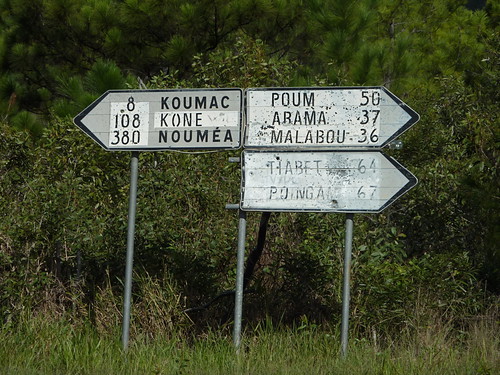 8 KOUMAC
108 KONE
380 NOUMÉA
POUM 50
ARAMA 37
MALABOU 36
TIABET 64
POINGAM 67